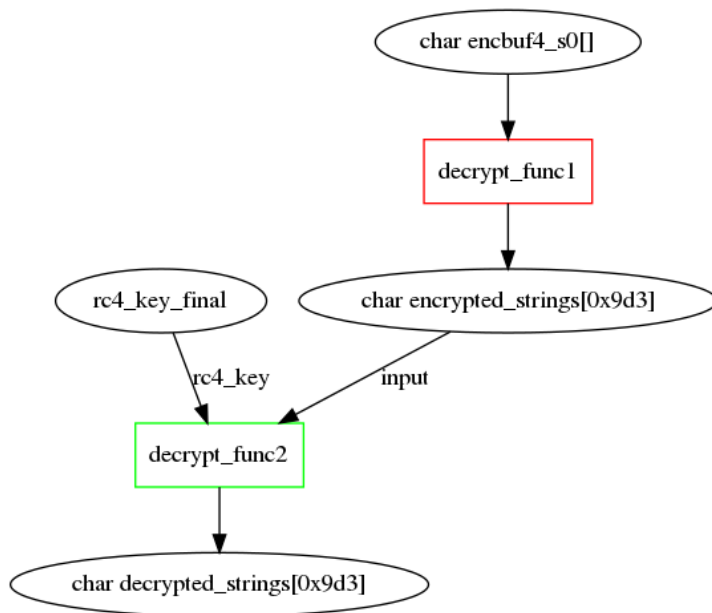 char encbuf4_s0[]
decrypt_func1
rc4_key_final
char encrypted_strings[0x9d3]
rc4_key
input
decrypt_func2
char decrypted_strings[0x9d3]